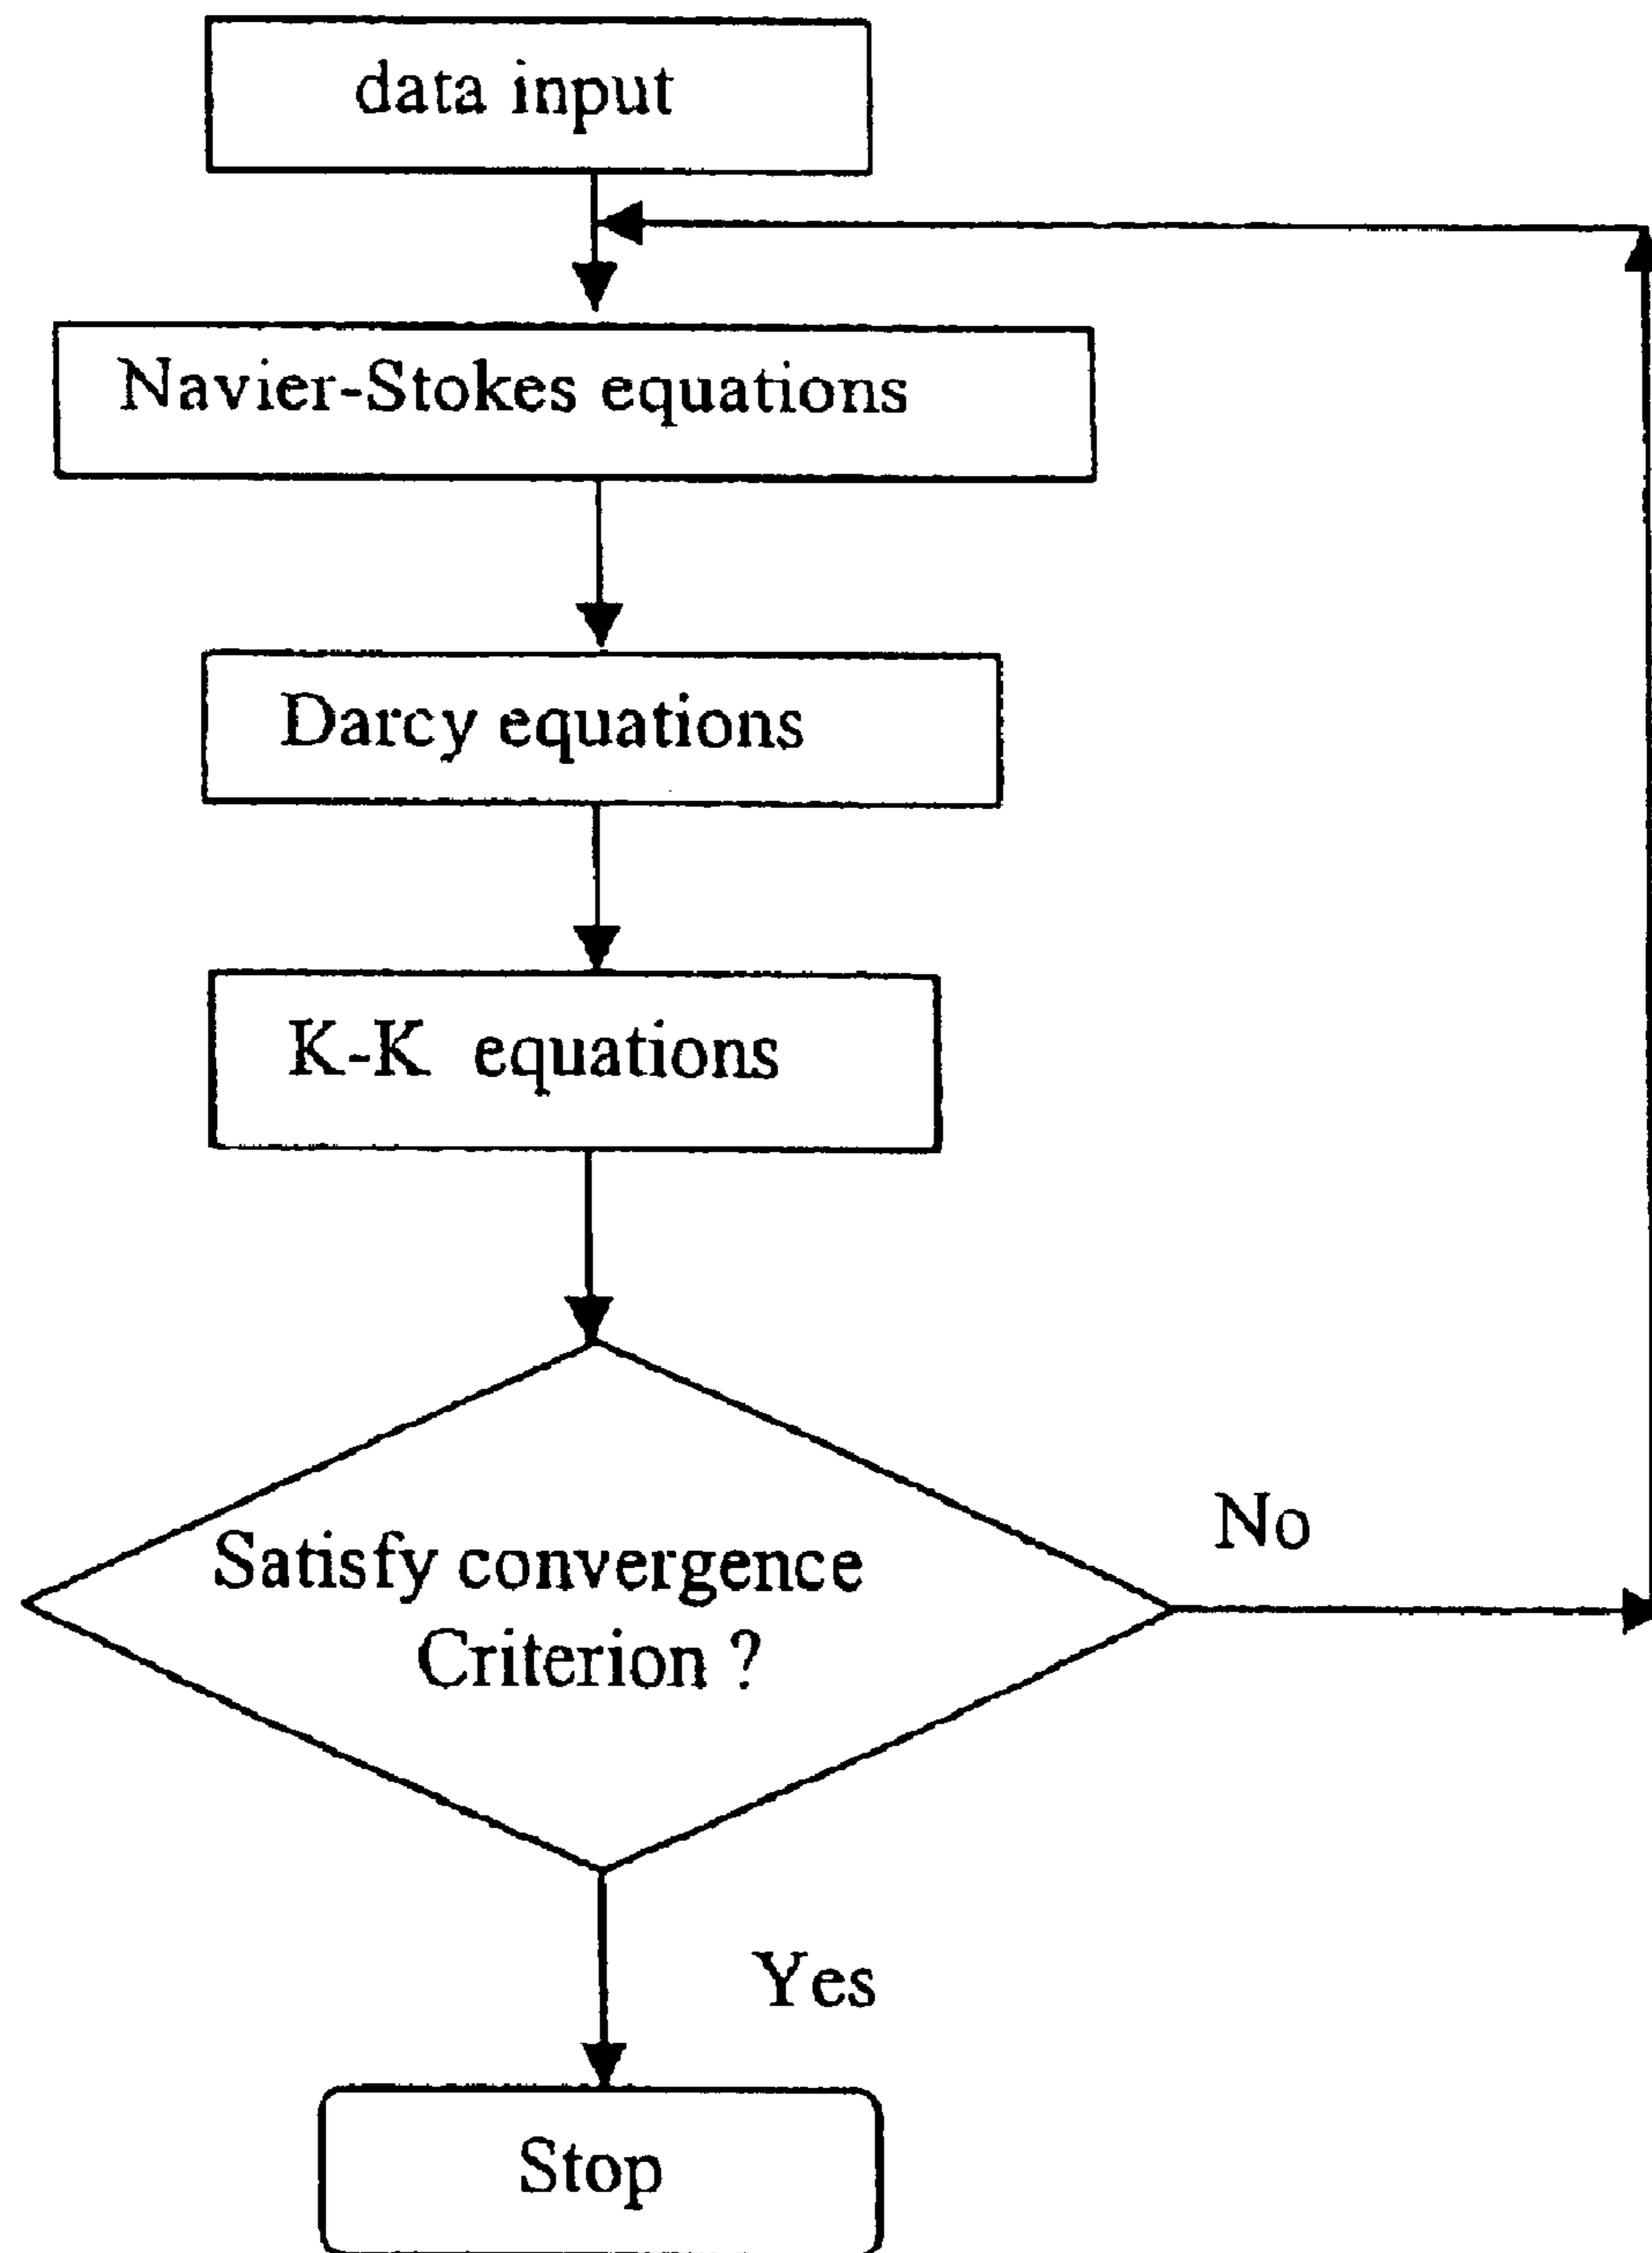 data input
Navier-Stokes equations
Darcy equations
K-K equations
Satisfy convergence
Criterion ?
No
Yes
Stop